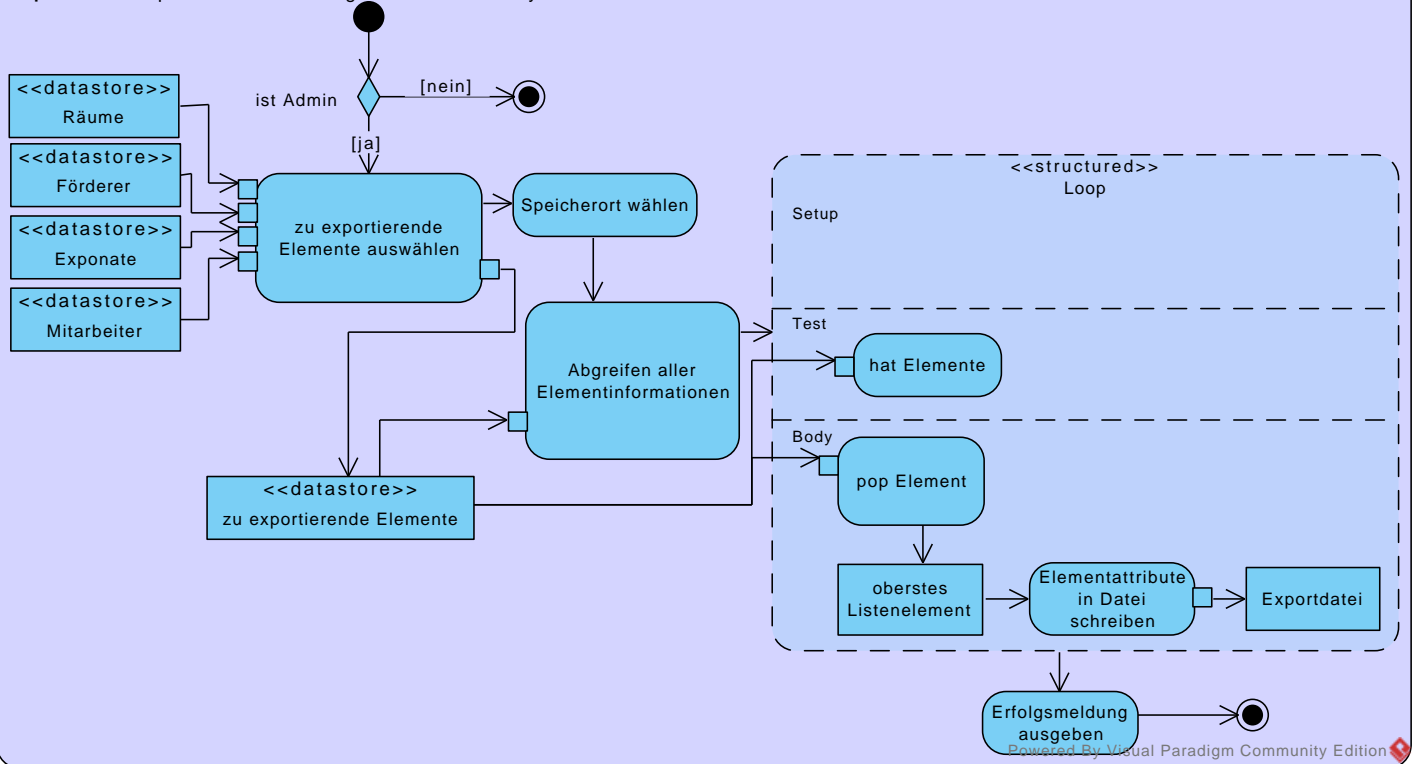 [nein]
ist Admin
[ja]
<<datastore>>
Räume
<<datastore>>
Förderer
<<datastore>>
Exponate
<<datastore>>
Mitarbeiter
zu exportierende
Elemente auswählen
Speicherort wählen
Abgreifen aller
Elementinformationen
<<datastore>>
zu exportierende Elemente
<<structured>>
Loop
Setup
Test
hat Elemente
Body
pop Element
oberstes
Listenelement
Elementattribute
in Datei
schreiben
Exportdatei
Erfolgsmeldung
ausgeben
Powered By Visual Paradigm Community Edition